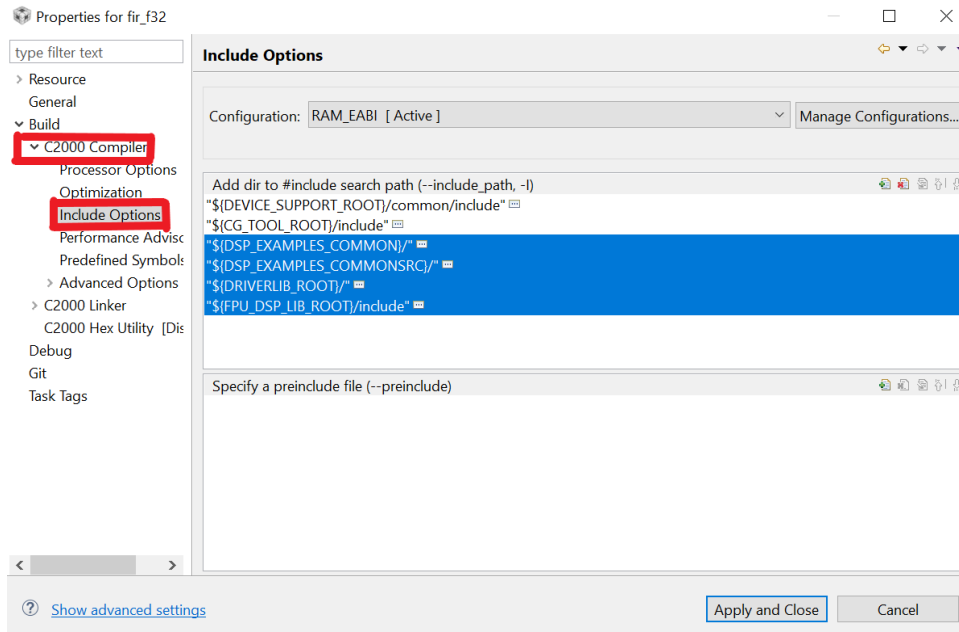 Properties for fir_f32
type filter text
Resource
General
Build
C2000 Compiler
Processor Options
Optimization
Include Options
Performance Adviso
Predefined Symbols
Advanced Options
C2000 Linker
C2000 Hex Utility [Dis
Debug
Git
Task Tags
Include Options
Configuration: RAM_EABI [ Active ] Manage Configurations...
Add dir to #include search path (--include_path, -I)
"${DEVICE_SUPPORT_ROOT}/common/include"
"${CG_TOOL_ROOT}/include"
"${DSP_EXAMPLES_COMMON}/"
"${DSP_EXAMPLES_COMMONSRC}/"
"${DRIVERLIB_ROOT}/"
"${FPU_DSP_LIB_ROOT}/include"
Specify a preinclude file (--preinclude)
Show advanced settings
Apply and Close Cancel